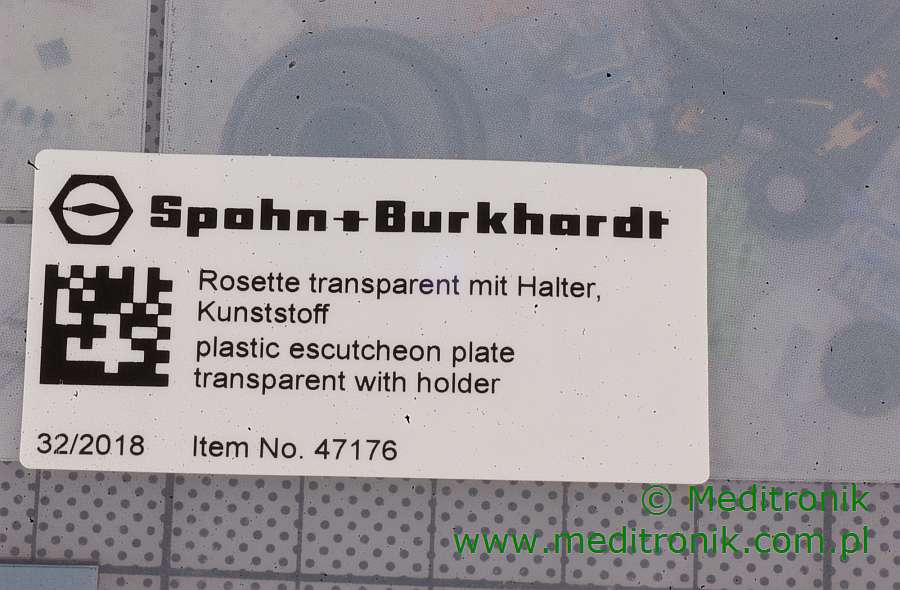 Spohn+Burkhardt
Rosette transparent mit Halter,
Kunststoff
plastic escutcheon plate
transparent with holder
32/2018 Item No. 47176
© Meditronik
www.meditronik.com.pl